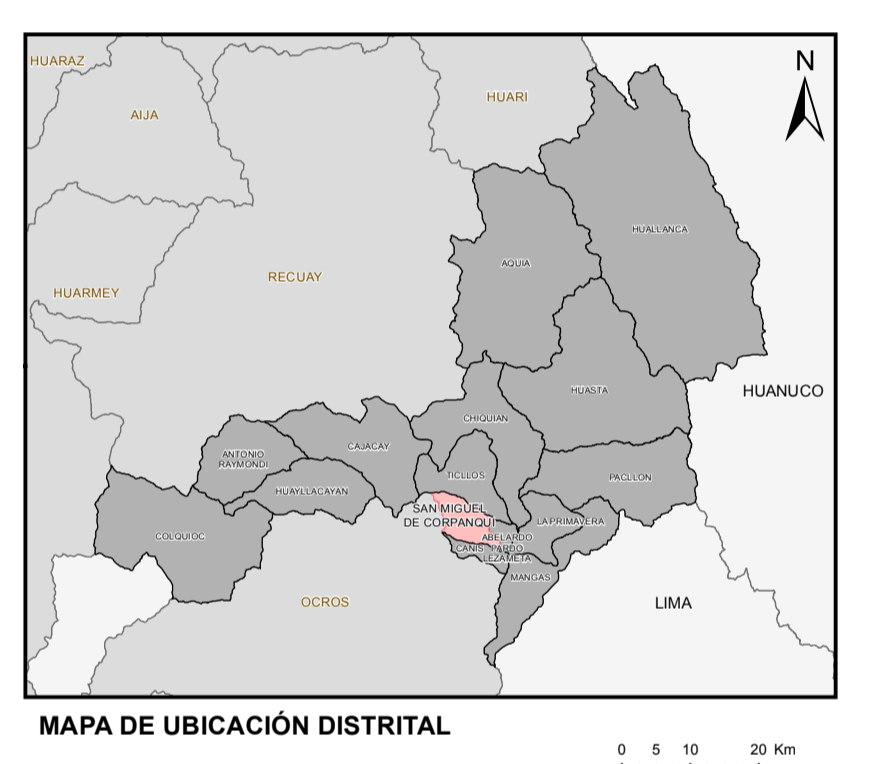 HUARAZ
N
HUARI
AIJA
HUALLANCA
AQUIA
RECUAY
HUARMEY
HUASTA
HUANUCO
CHIQUIAN
CAJACAY
ANTONIO
RAYMONDI
TICLLOS
PACLLON
HUAYLLACAYAN
SAN MIGUEL
DE CORPANQUI
LA PRIMAVERA
COLQUIOC
ABELARDO
PARDO
LEZAMETA
CANIS
MANGAS
OCROS
LIMA
MAPA DE UBICACIÓN DISTRITAL
0 5 10 20 Km